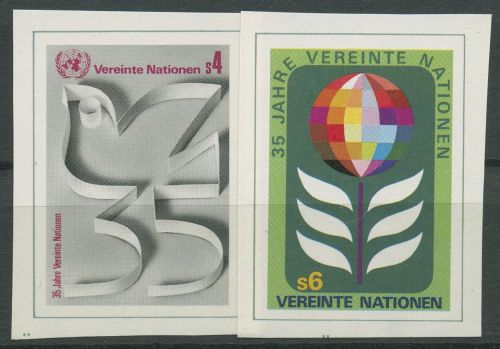 Vereinte Nationen s4
35
35 Jahre Vereinte Nationen
35 JAHRE VEREINTE NATIONEN
s6
VEREINTE NATIONEN